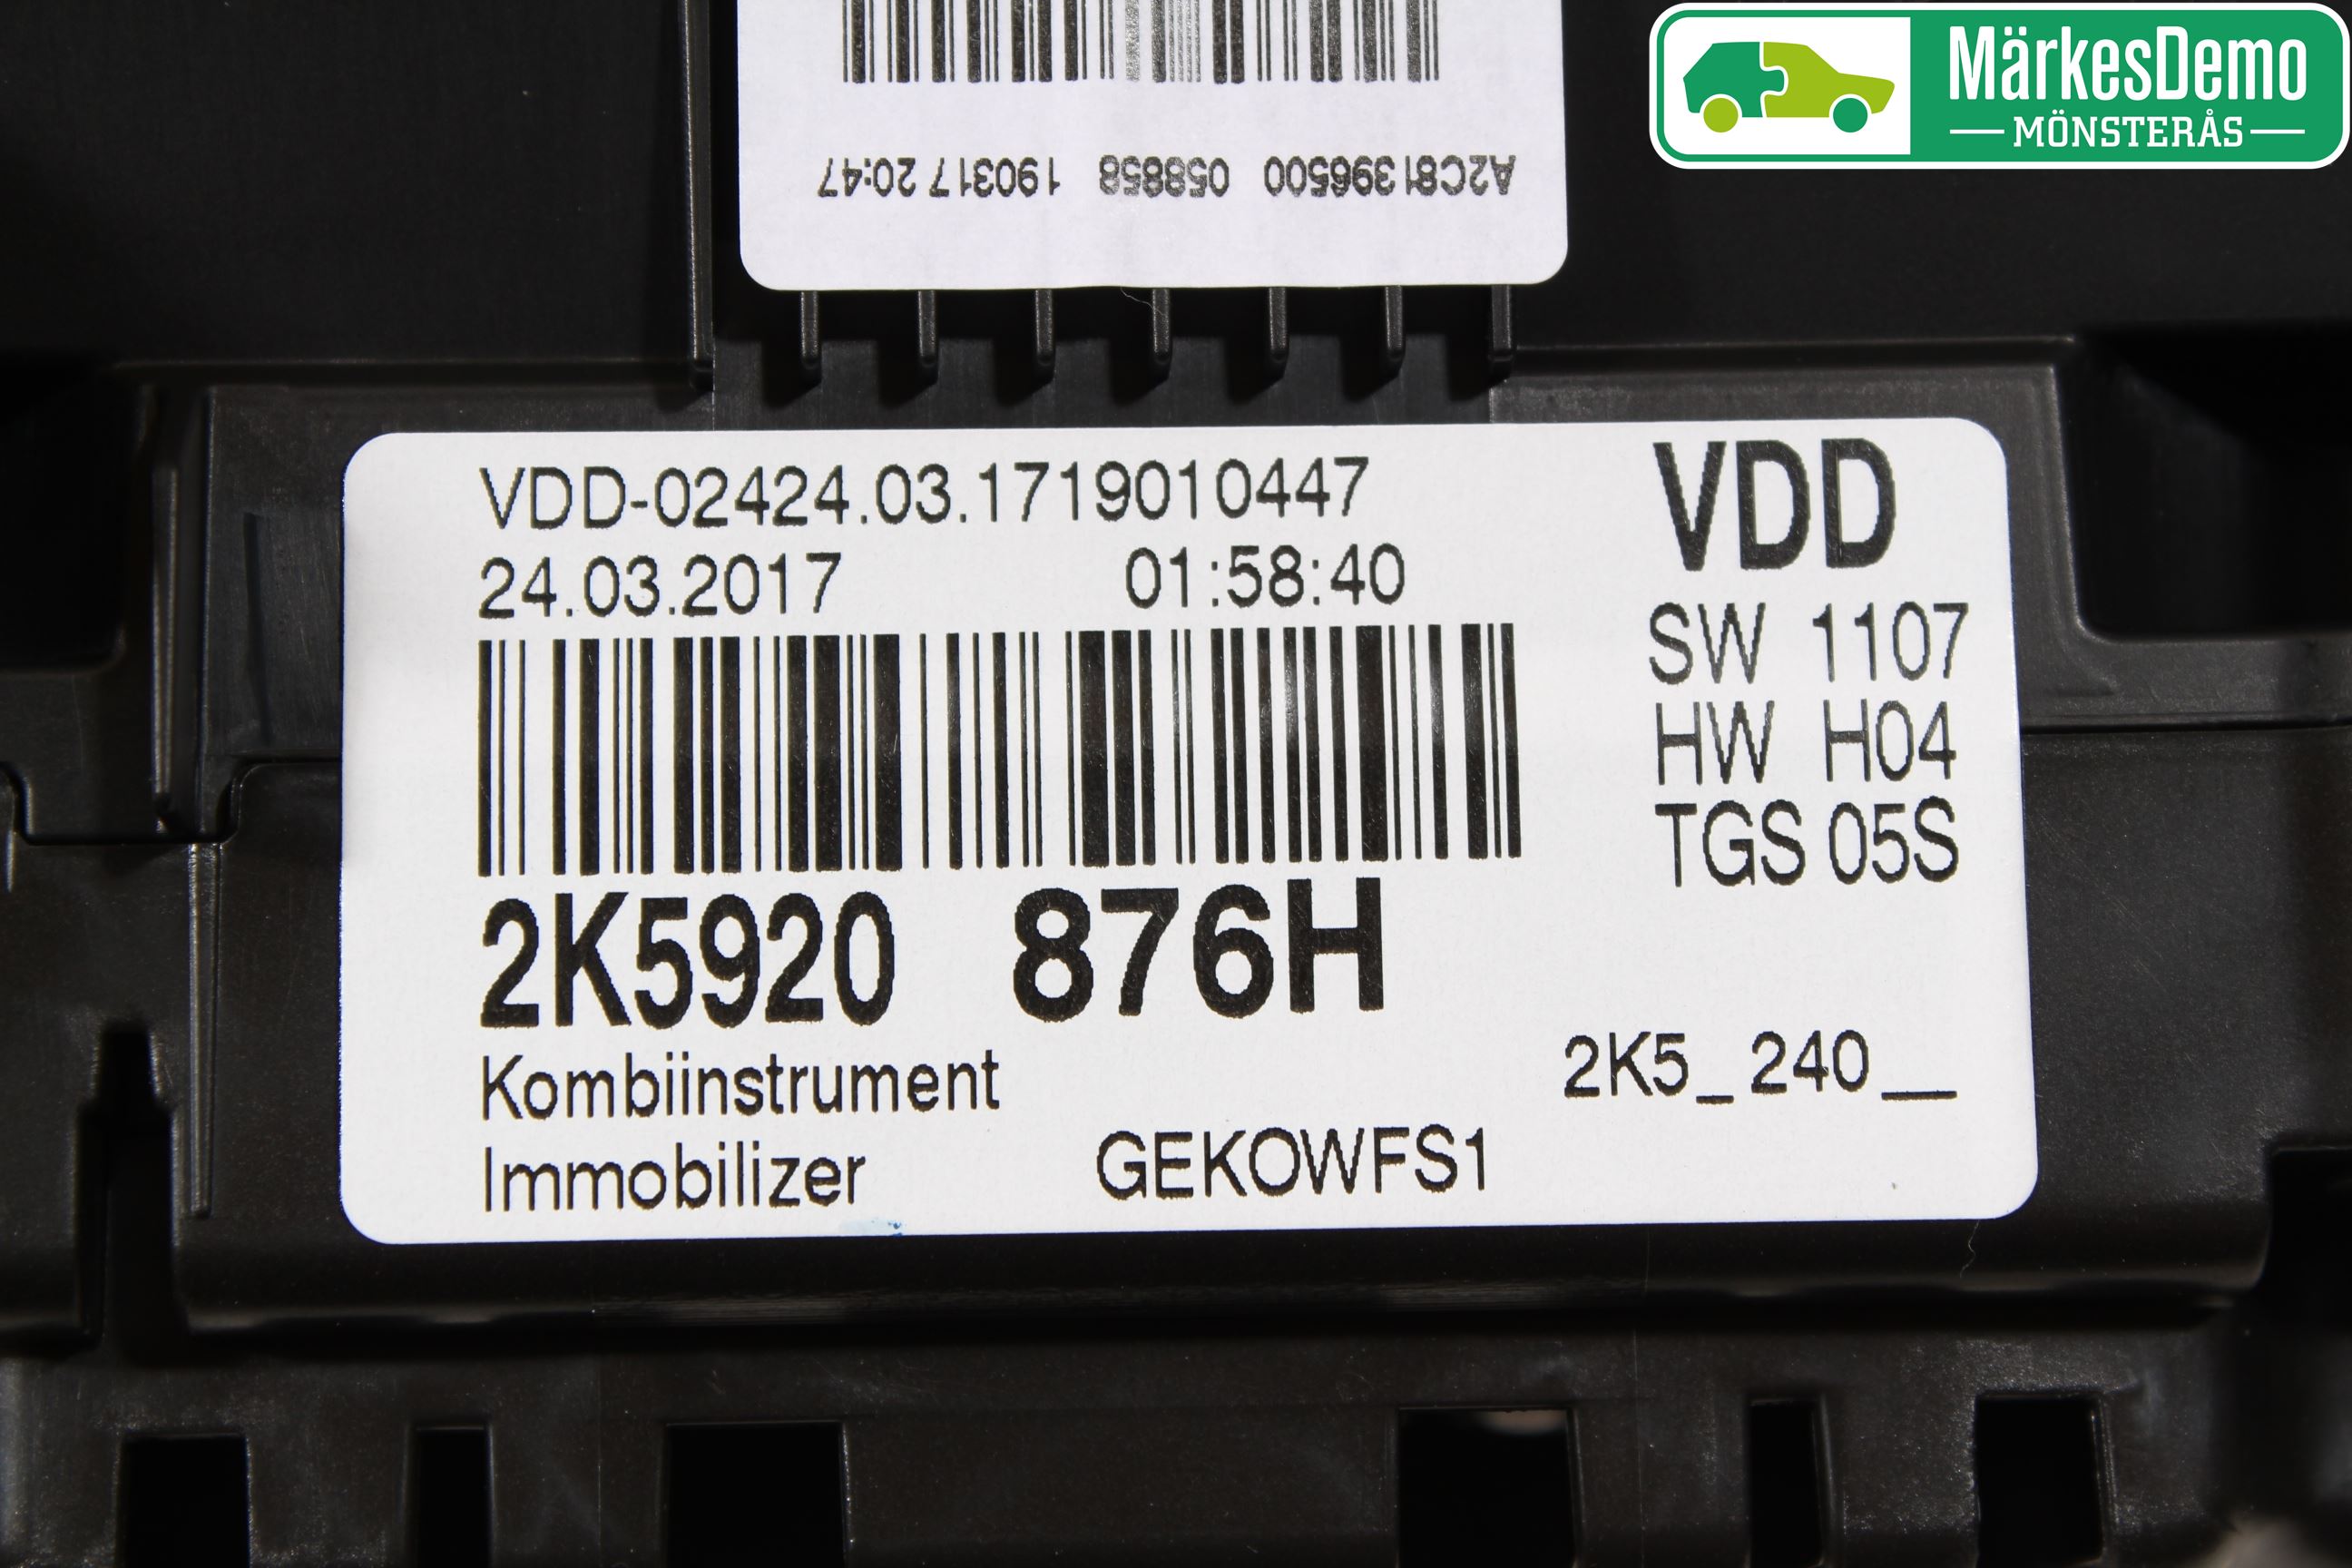 MärkesDemo
MÖNSTERÅS
A2C81396500 058858 190317 20:47
VDD-02424.03.1719010447
24.03.2017 01:58:40
VDD
SW 1107
HW H04
TGS 05S
2K5920 876H
Kombiinstrument
2K5_240__
Immobilizer GEKOWFS1